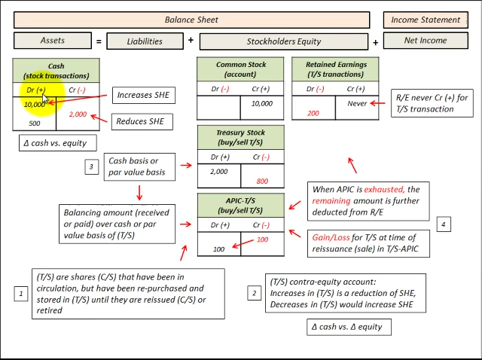 Balance Sheet
Income Statement
Assets
=
Liabilities
+
Stockholders Equity
+
Net Income
Cash
(stock transactions)
Dr (+) Cr (-)
10,000
2,000
500
Δ cash vs. equity
Increases SHE
Reduces SHE
Common Stock
(account)
Dr (-) Cr (+)
10,000
Retained Earnings
(T/S tranactions)
Dr (-) Cr (+)
Never
200
R/E never Cr (+) for
T/S transaction
3
Cash basis or
par value basis
Treasury Stock
(buy/sell T/S)
Dr (+) Cr (-)
2,000
800
Balancing amount (received
or paid) over cash or par
value basis of (T/S)
APIC-T/S
(buy/sell T/S)
Dr (+) Cr (-)
100
100
When APIC is exhausted, the
remaining amount is further
deducted from R/E
4
Gain/Loss for T/S at time of
reissuance (sale) in T/S-APIC
1
(T/S) are shares (C/S) that have been in
circulation, but have been re-purchased and
stored in (T/S) until they are reissued (C/S) or
retired
2
(T/S) contra-equity account:
Increases in (T/S) is a reduction of SHE,
Decreases in (T/S) would increase SHE
Δ cash vs. Δ equity